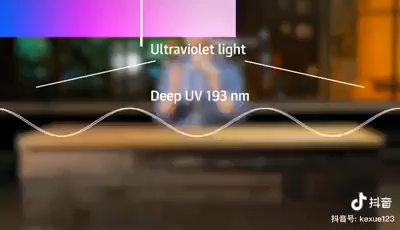 Ultraviolet light
Deep UV 193 nm
抖音
抖音号: kexue123